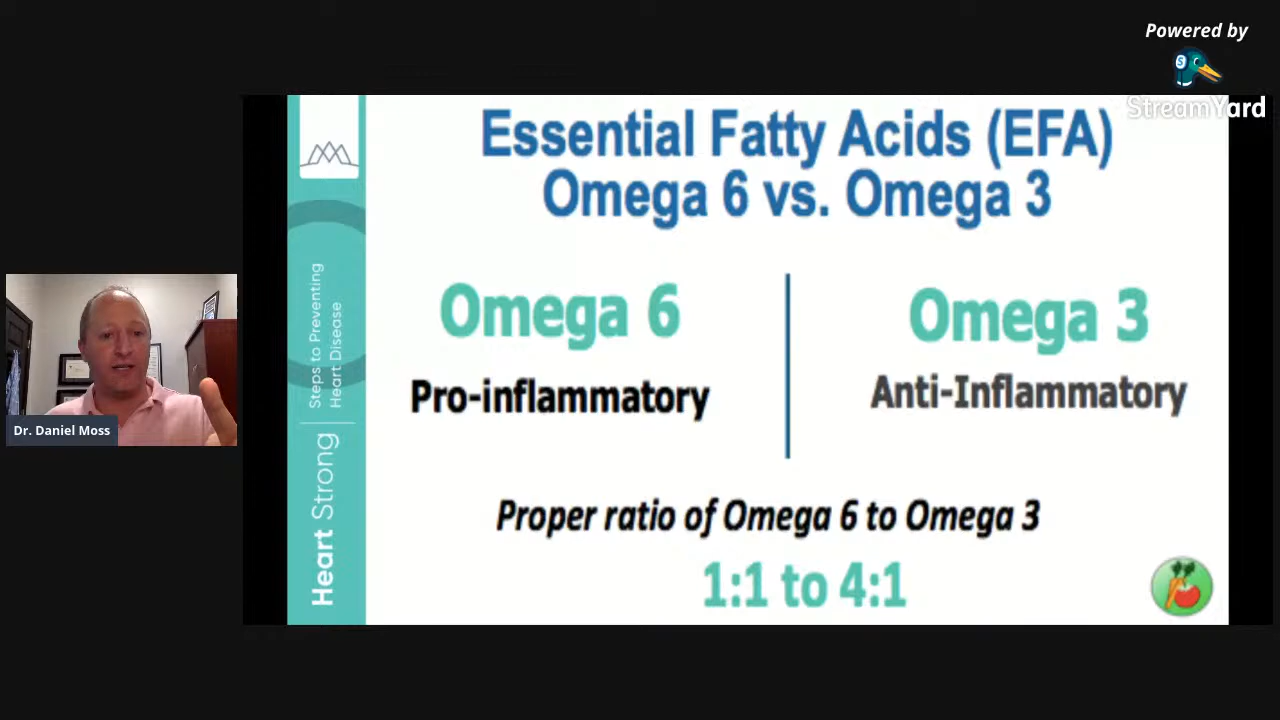 Powered by
StreamYard
Essential Fatty Acids (EFA)
Omega 6 vs. Omega 3
Omega 6
Pro-inflammatory
Omega 3
Anti-Inflammatory
Proper ratio of Omega 6 to Omega 3
1:1 to 4:1
Heart Strong
Steps to Preventing
Heart Disease
Dr. Daniel Moss